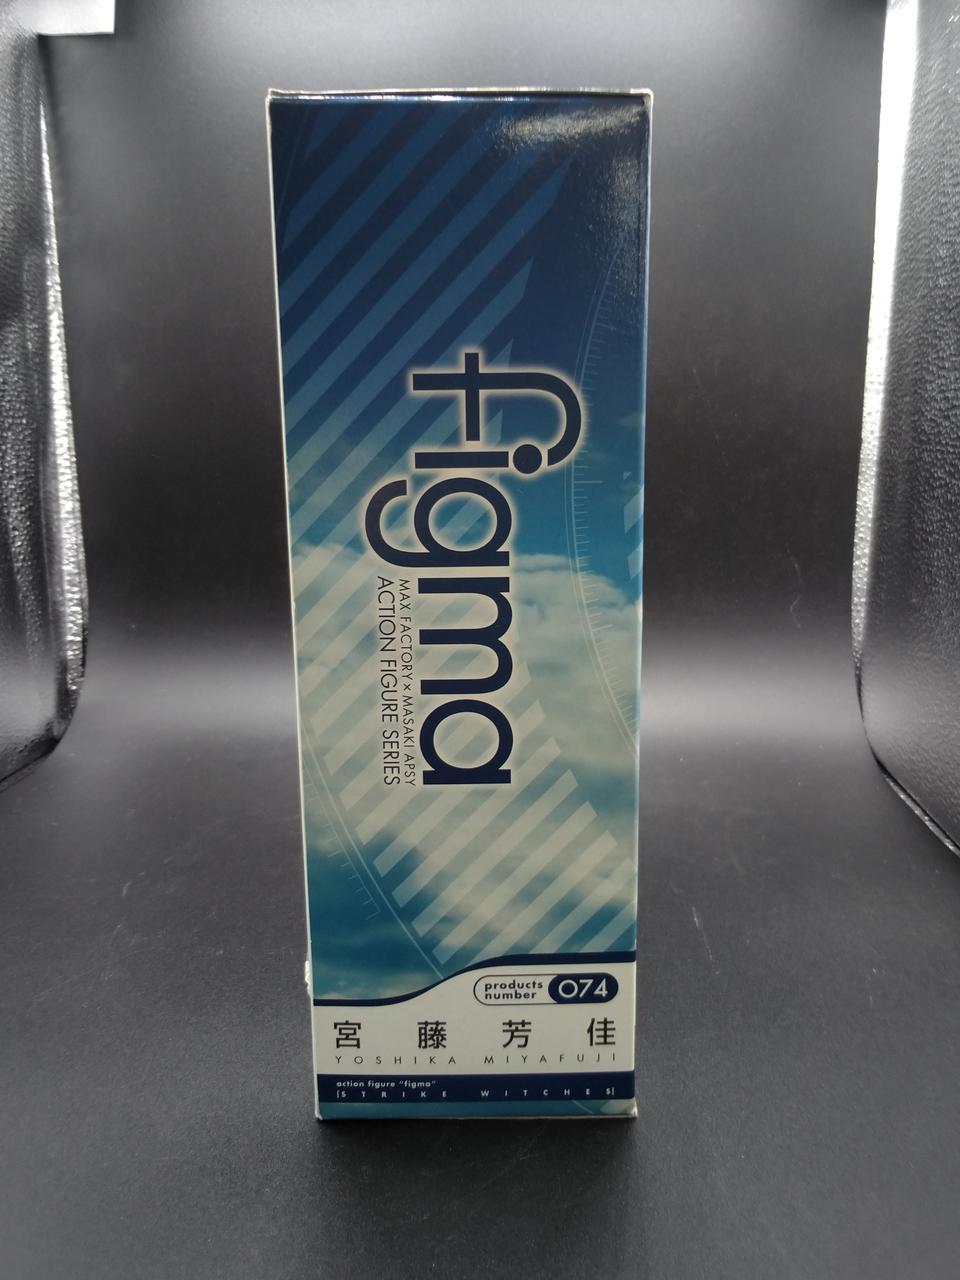 figma
MAX FACTORY × MASAKI APSY
ACTION FIGURE SERIES
products
number
074
宮藤芳佳
YOSHIKA MIYAFUJI
action figure "figma"
[STRIKE WITCHES]